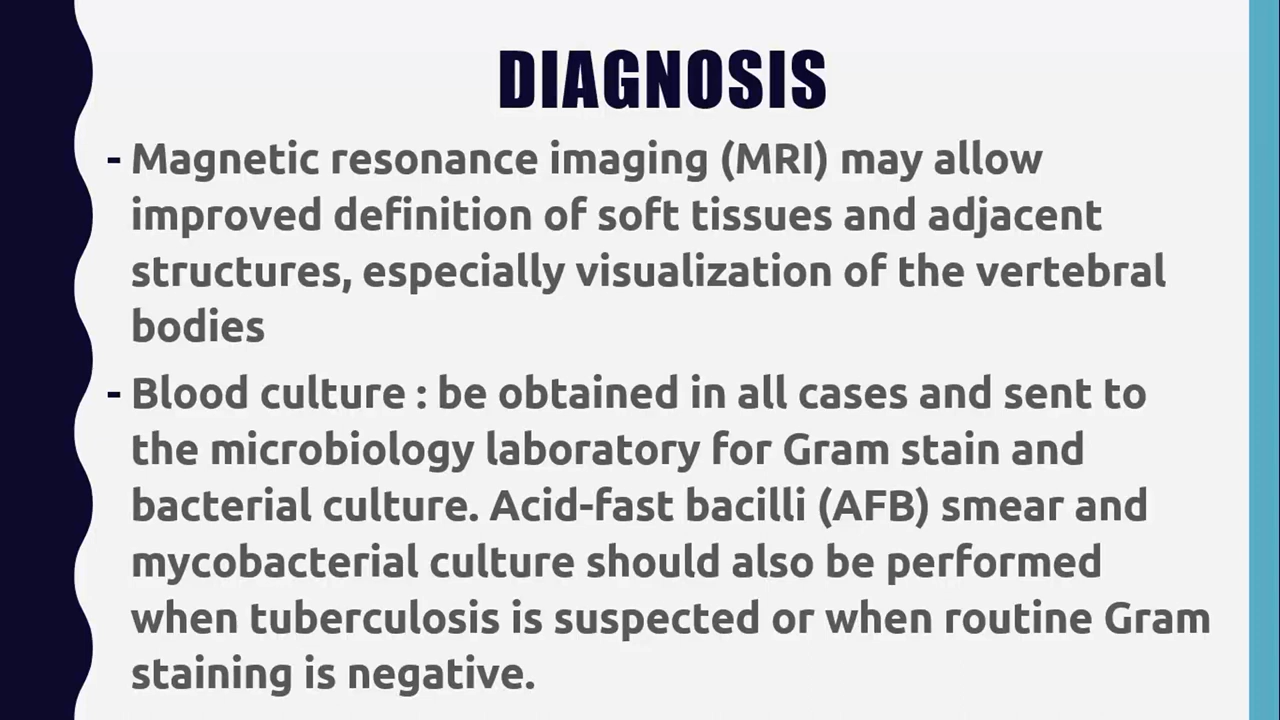 DIAGNOSIS
- Magnetic resonance imaging (MRI) may allow
improved definition of soft tissues and adjacent
structures, especially visualization of the vertebral
bodies
- Blood culture : be obtained in all cases and sent to
the microbiology laboratory for Gram stain and
bacterial culture. Acid-fast bacilli (AFB) smear and
mycobacterial culture should also be performed
when tuberculosis is suspected or when routine Gram
staining is negative.